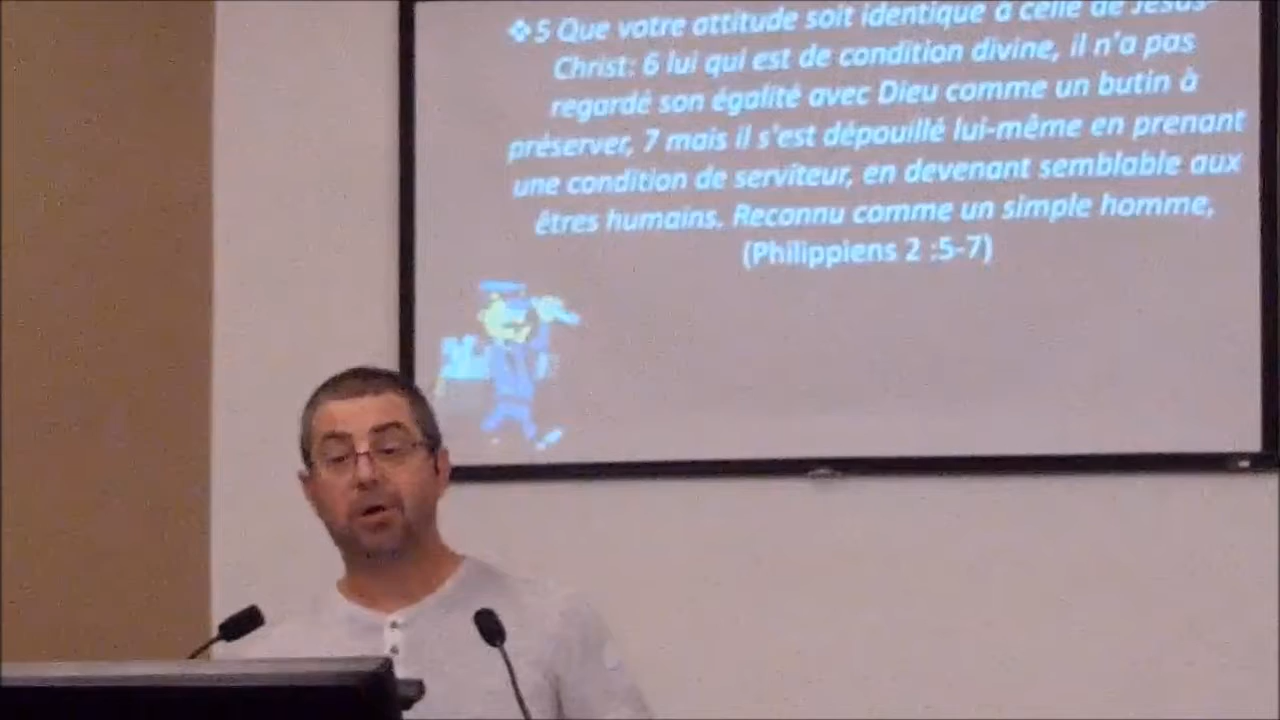 ❖5 Que votre attitude soit identique à celle de Jésus-
Christ: 6 lui qui est de condition divine, il n'a pas
regardé son égalité avec Dieu comme un butin à
préserver, 7 mais il s'est dépouillé lui-même en prenant
une condition de serviteur, en devenant semblable aux
êtres humains. Reconnu comme un simple homme,
(Philippiens 2 :5-7)